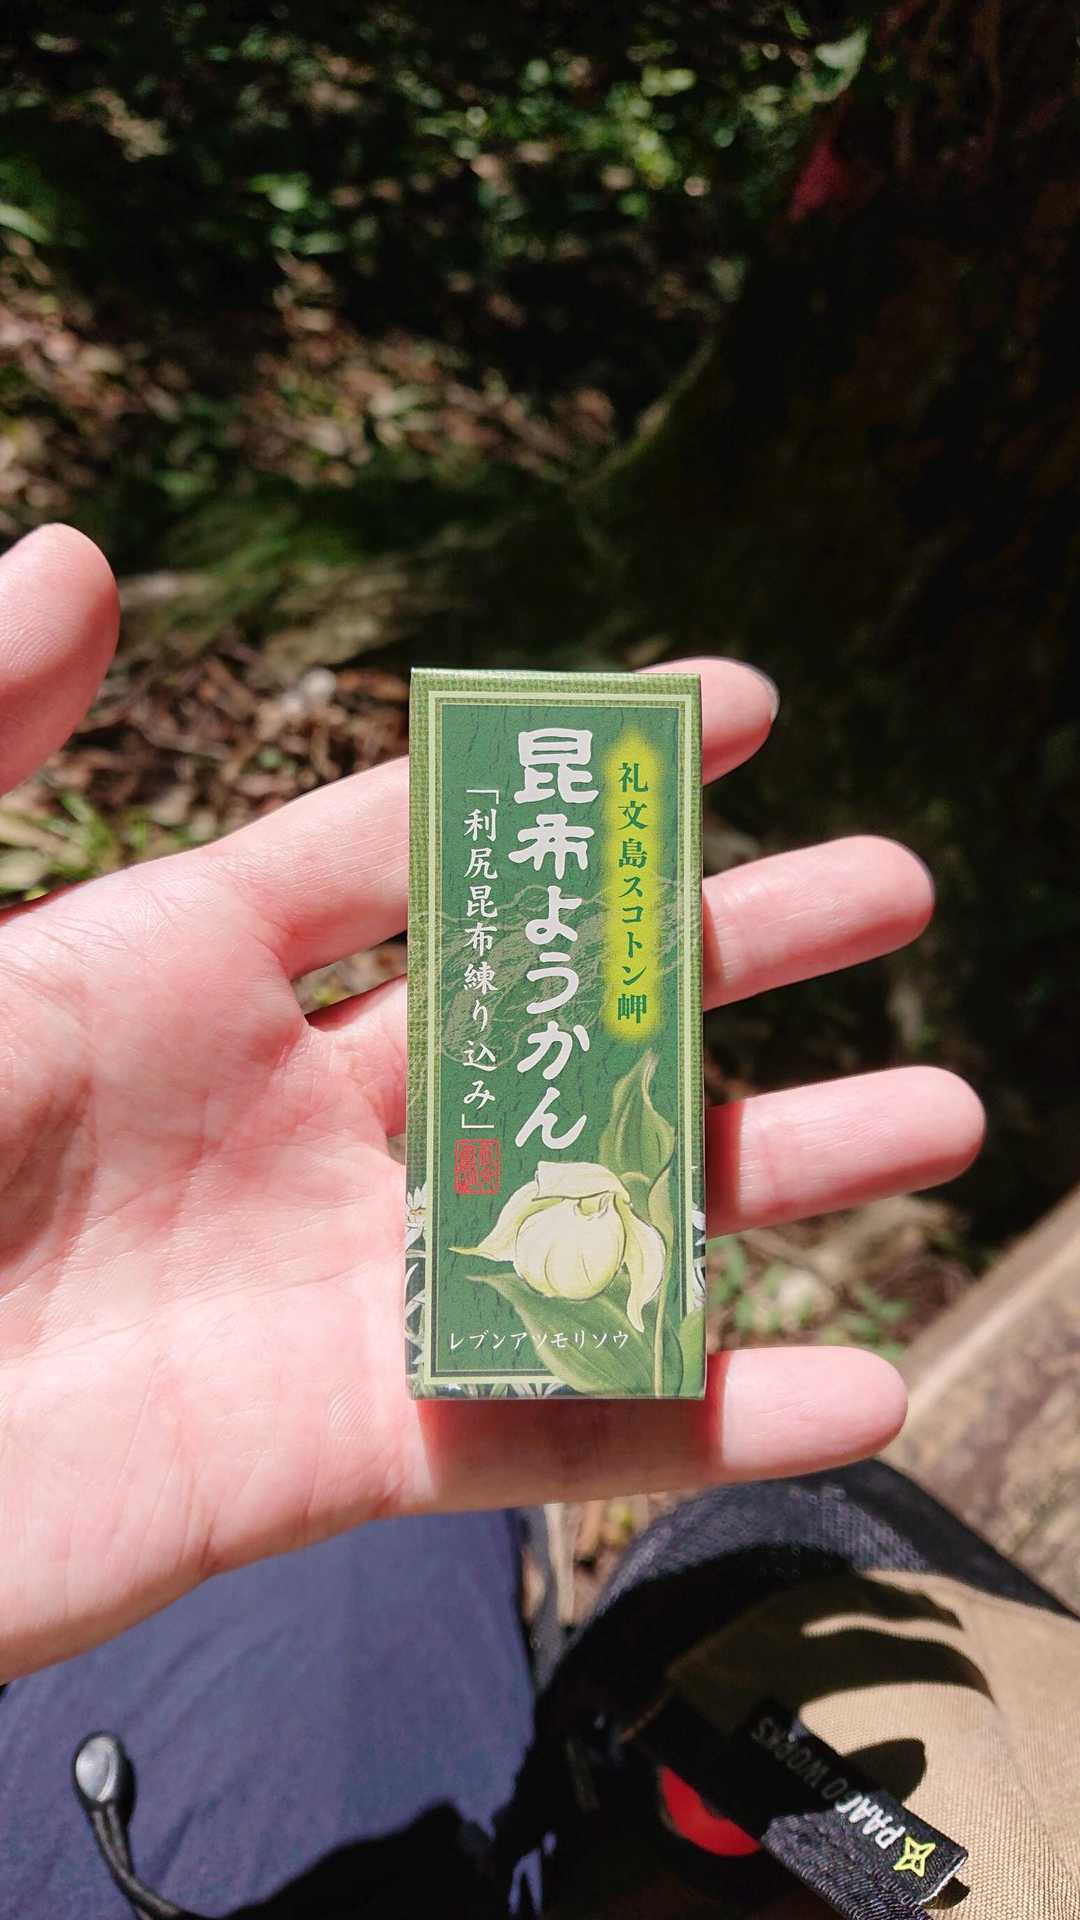 礼文島スコトン岬
昆布ようかん
「利尻昆布練り込み」
レブンアツモリソウ
PAAGO WORKS